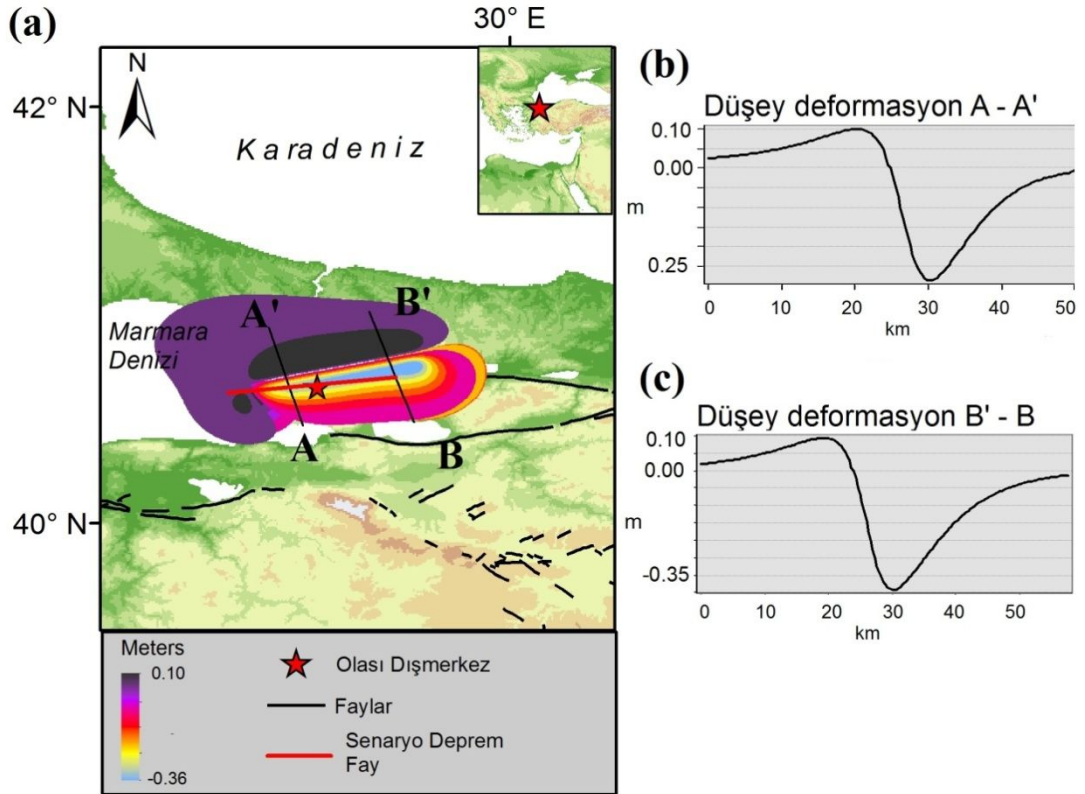 (a)
30° E
42° N
N
Karadeniz
Marmara
Denizi
A'
B'
A
B
40° N
Meters
0.10
-0.36
Olası Dışmerkez
Faylar
Senaryo Deprem
Fay
(b)
Düşey deformasyon A - A'
0.10
0.00
m
0.25
0 10 20 30 40 50
km
(c)
Düşey deformasyon B' - B
0.10
0.00
m
-0.35
0 10 20 30 40 50
km